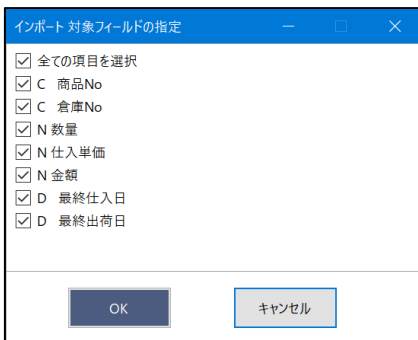 インポート 対象フィールドの指定
全ての項目を選択
C 商品No
C 倉庫No
N 数量
N 仕入単価
N 金額
D 最終仕入日
D 最終出荷日
OK キャンセル